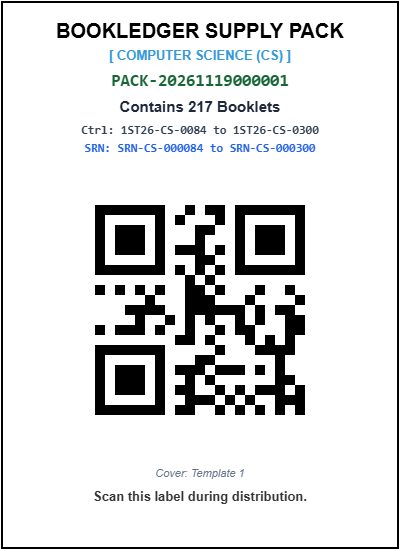 BOOKLEDGER SUPPLY PACK
[ COMPUTER SCIENCE (CS) ]
PACK-20261119000001
Contains 217 Booklets
Ctrl: 1ST26-CS-0084 to 1ST26-CS-0300
SRN: SRN-CS-000084 to SRN-CS-000300
Cover: Template 1
Scan this label during distribution.